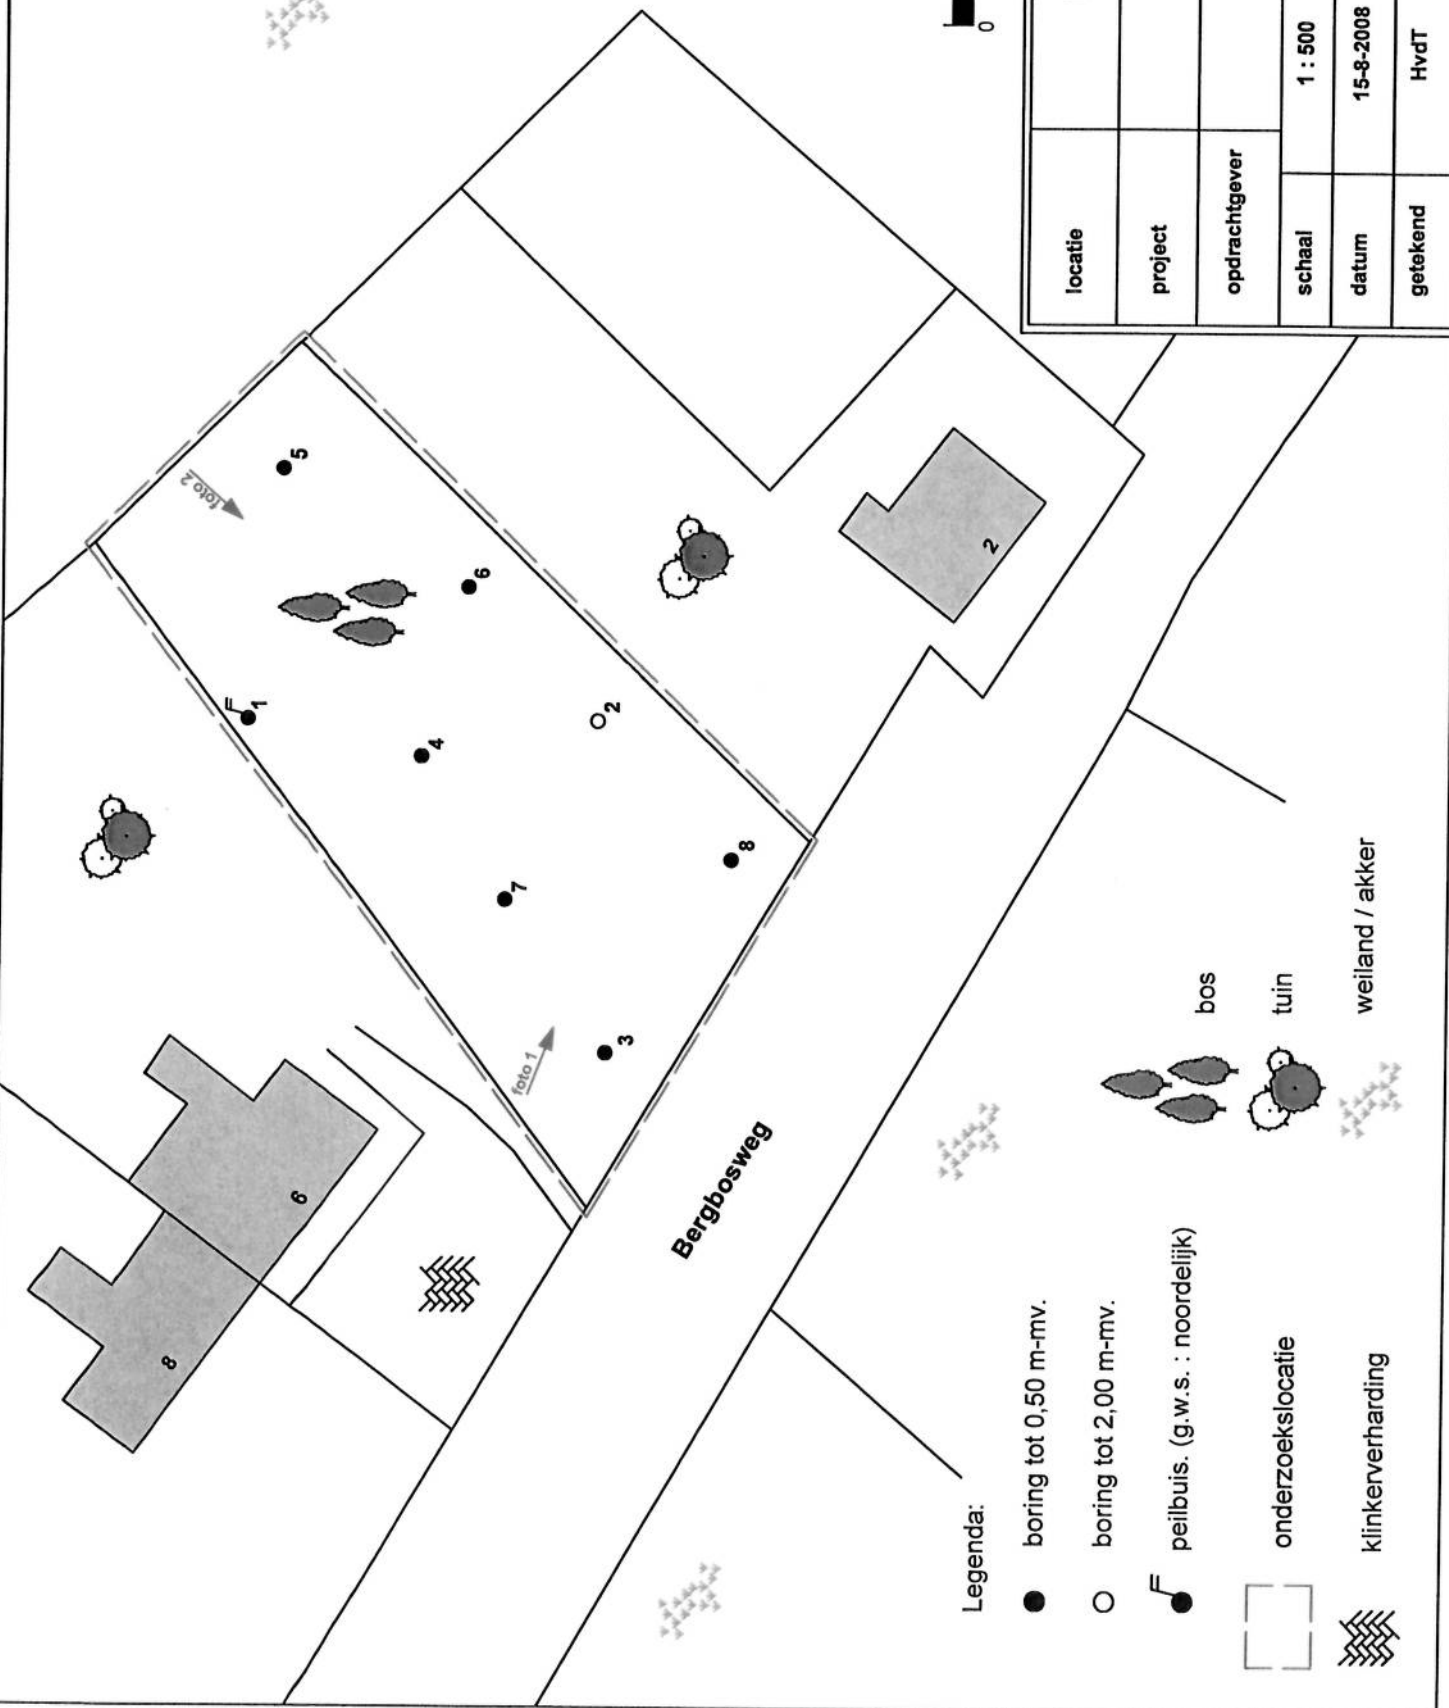 foto 2
5
6
1
4
2
7
8
foto 1
3
2
6
8
Bergbosweg
Legenda:
boring tot 0,50 m-mv.
boring tot 2,00 m-mv.
peilbuis. (g.w.s. : noordelijk)
onderzoekslocatie
klinkerverharding
bos
tuin
weiland / akker
0
locatie
project
opdrachtgever
schaal 1 : 500
datum 15-8-2008
getekend HvdT